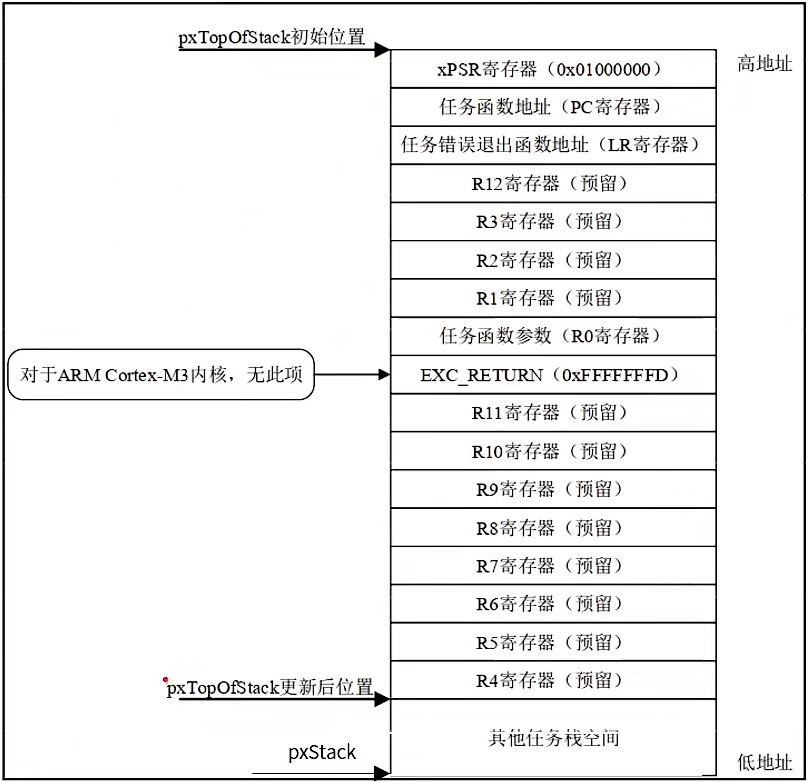 pxTopOfStack初始位置
高地址
xPSR寄存器（0x01000000）
任务函数地址（PC寄存器）
任务错误退出函数地址（LR寄存器）
R12寄存器（预留）
R3寄存器（预留）
R2寄存器（预留）
R1寄存器（预留）
任务函数参数（R0寄存器）
对于ARM Cortex-M3内核，无此项
EXC_RETURN（0xFFFFFFFD）
R11寄存器（预留）
R10寄存器（预留）
R9寄存器（预留）
R8寄存器（预留）
R7寄存器（预留）
R6寄存器（预留）
R5寄存器（预留）
R4寄存器（预留）
pxTopOfStack更新后位置
其他任务栈空间
pxStack
低地址